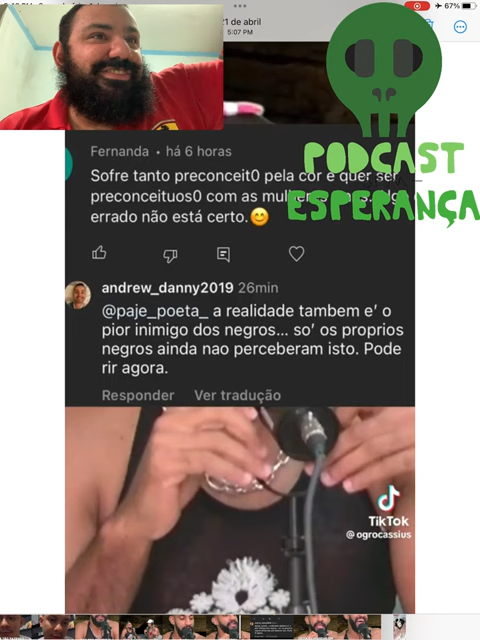 21 de abril
5:07 PM
67%
PODCAST
ESPERANÇA
Fernanda • há 6 horas
Sofre tanto preconceit0 pela cor e quer ser
preconceituos0 com as
errado não está certo.😊
andrew_danny2019 26min
@paje_poeta_ a realidade tambem e’ o
pior inimigo dos negros... so’ os proprios
negros ainda nao perceberam isto. Pode
rir agora.
Responder Ver tradução
TikTok
@ogrocassius